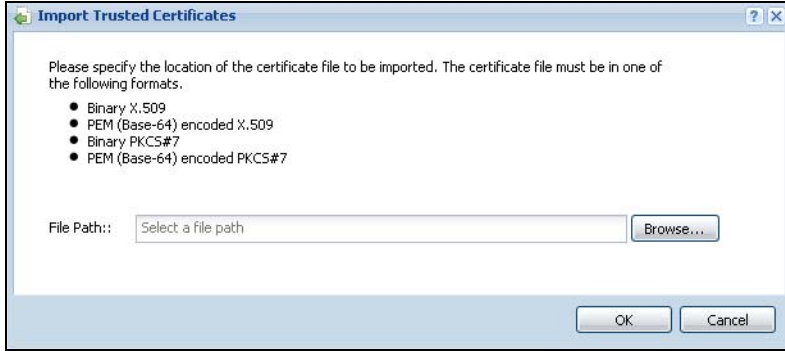 Import Trusted Certificates
?
X
Please specify the location of the certificate file to be imported. The certificate file must be in one of
the following formats.
● Binary X.509
● PEM (Base-64) encoded X.509
● Binary PKCS#7
● PEM (Base-64) encoded PKCS#7
File Path:: Select a file path Browse...
OK Cancel